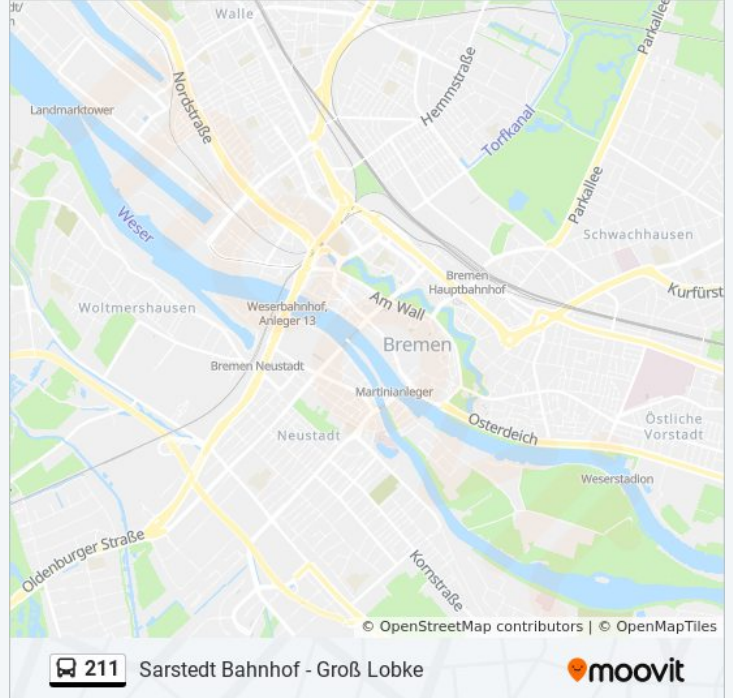 dt/
Walle
Parkallee
Nordstraße
Hemmstraße
Landmarktower
Torfkanal
Parkallee
Weser
Schwachhausen
Bremen
Hauptbahnhof
Kurfürst
Woltmershausen
Weserbahnhof,
Anleger 13
Am Wall
Bremen
Bremen Neustadt
Martinianleger
Osterdeich
Östliche
Vorstadt
Neustadt
Weserstadion
Oldenburger Straße
Kornstraße
© OpenStreetMap contributors | © OpenMapTiles
211 Sarstedt Bahnhof - Groß Lobke
moovit